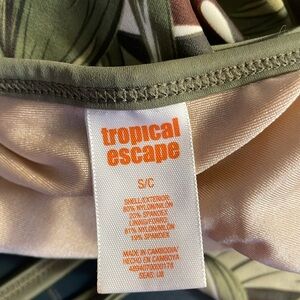 tropical
escape
S/C
SHELL/EXTERIOR:
80% NYLON/NILON
20% SPANDEX
LINING/FORRO:
81% NYLON/NILON
19% SPANDEX
MADE IN CAMBODIA/
HECHO EN CAMBOYA